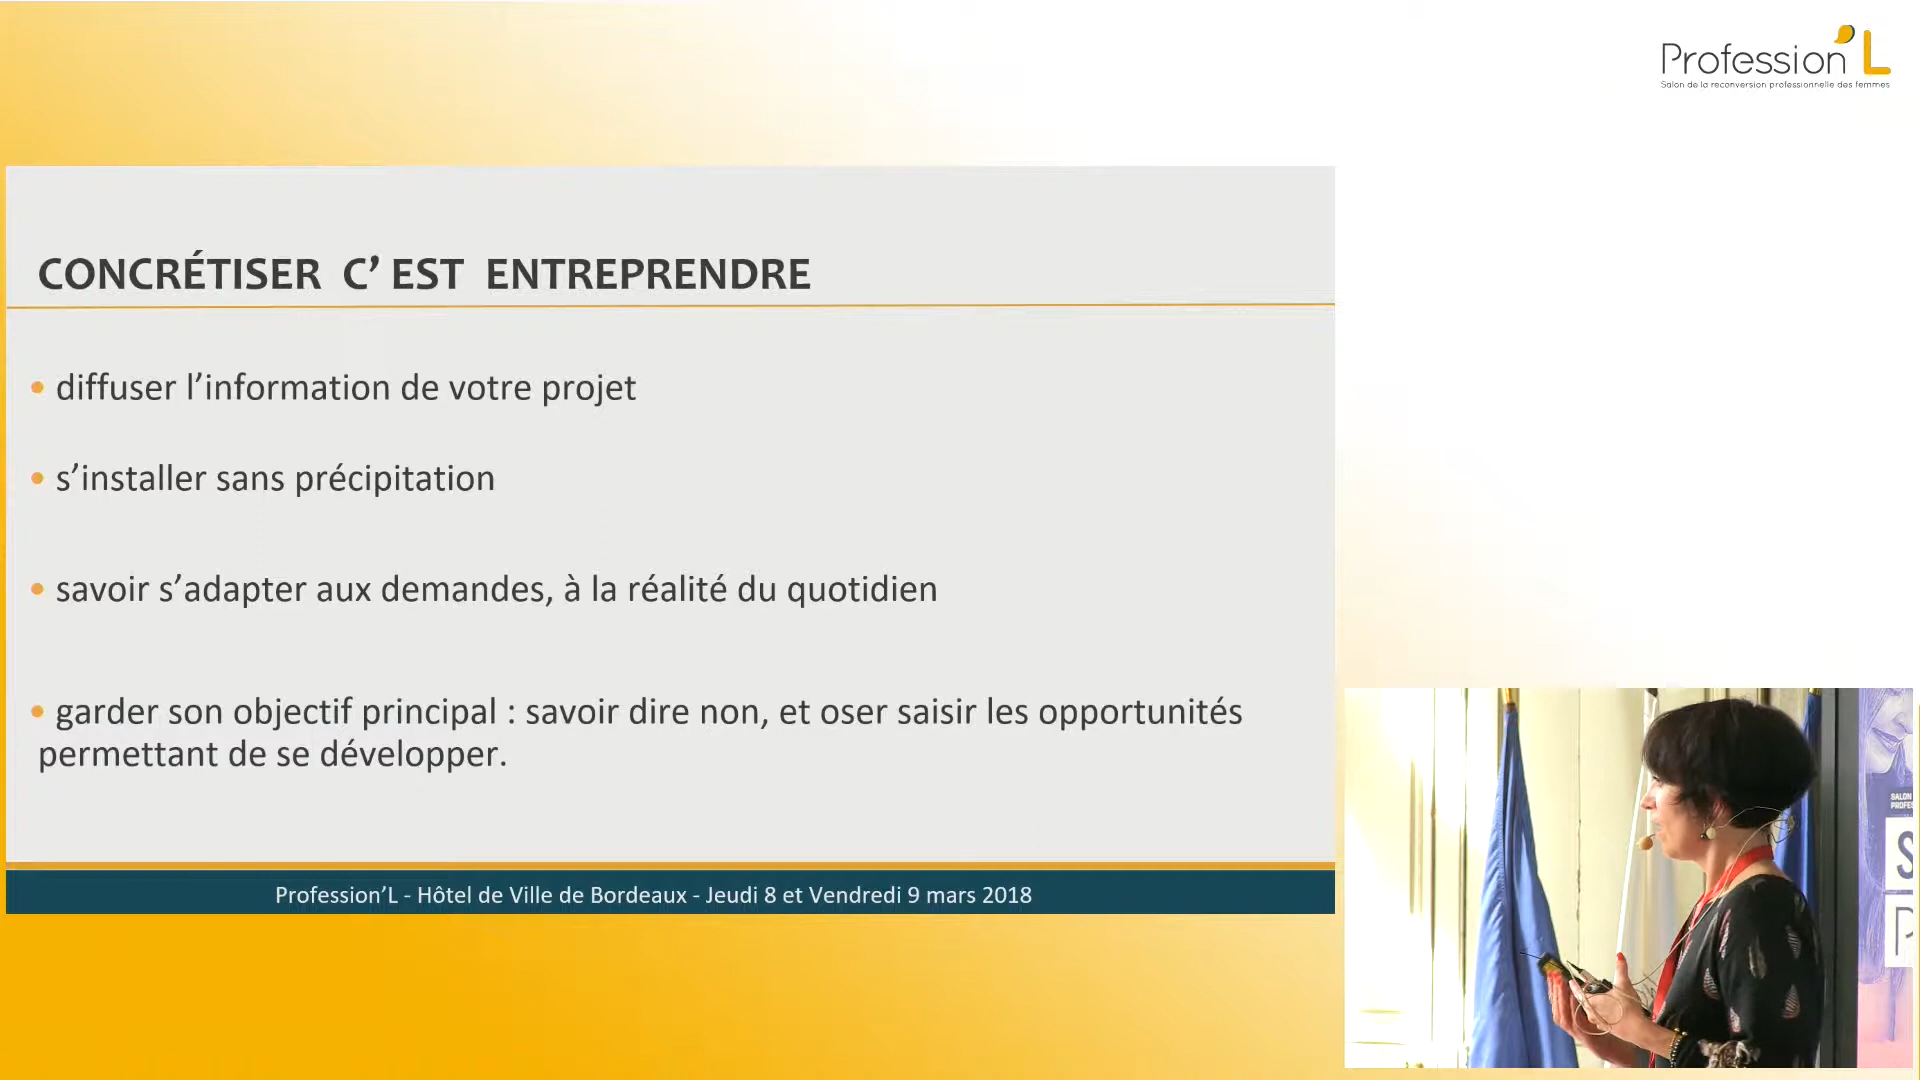 Profession'L
Salon de la reconversion professionnelle des femmes
CONCRÉTISER C’ EST ENTREPRENDRE
• diffuser l’information de votre projet
• s’installer sans précipitation
• savoir s’adapter aux demandes, à la réalité du quotidien
• garder son objectif principal : savoir dire non, et oser saisir les opportunités
permettant de se développer.
Profession’L - Hôtel de Ville de Bordeaux - Jeudi 8 et Vendredi 9 mars 2018
SALON